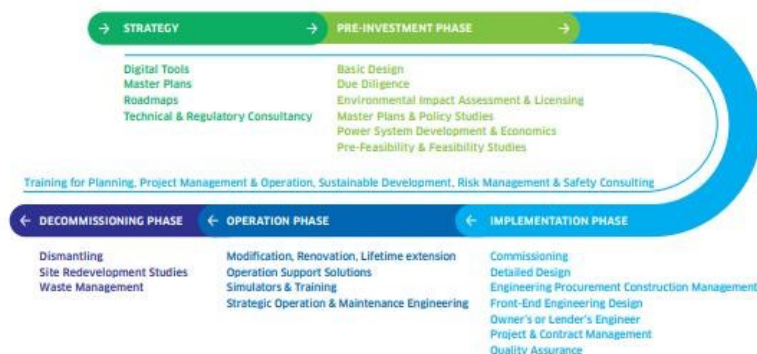 STRATEGY
PRE-INVESTMENT PHASE
Digital Tools
Master Plans
Roadmaps
Technical & Regulatory Consultancy
Basic Design
Due Diligence
Environmental Impact Assessment & Licensing
Master Plans & Policy Studies
Power System Development & Economics
Pre-Feasibility & Feasibility Studies
Training for Planning, Project Management & Operation, Sustainable Development, Risk Management & Safety Consulting
DECOMMISSIONING PHASE
OPERATION PHASE
IMPLEMENTATION PHASE
Dismantling
Site Redevelopment Studies
Waste Management
Modification, Renovation, Lifetime extension
Operation Support Solutions
Simulators & Training
Strategic Operation & Maintenance Engineering
Commissioning
Detailed Design
Engineering Procurement Construction Management
Front-End Engineering Design
Owner's or Lender's Engineer
Project & Contract Management
Quality Assurance